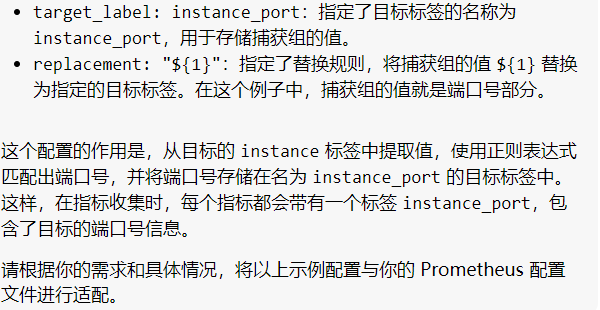 • target_label: instance_port：指定了目标标签的名称为
instance_port，用于存储捕获组的值。
• replacement: "${1}"：指定了替换规则，将捕获组的值 ${1} 替换
为指定的目标标签。在这个例子中，捕获组的值就是端口号部分。
这个配置的作用是，从目标的 instance 标签中提取值，使用正则表达式
匹配出端口号，并将端口号存储在名为 instance_port 的目标标签中。
这样，在指标收集时，每个指标都会带有一个标签 instance_port，包
含了目标的端口号信息。
请根据你的需求和具体情况，将以上示例配置与你的 Prometheus 配置
文件进行适配。